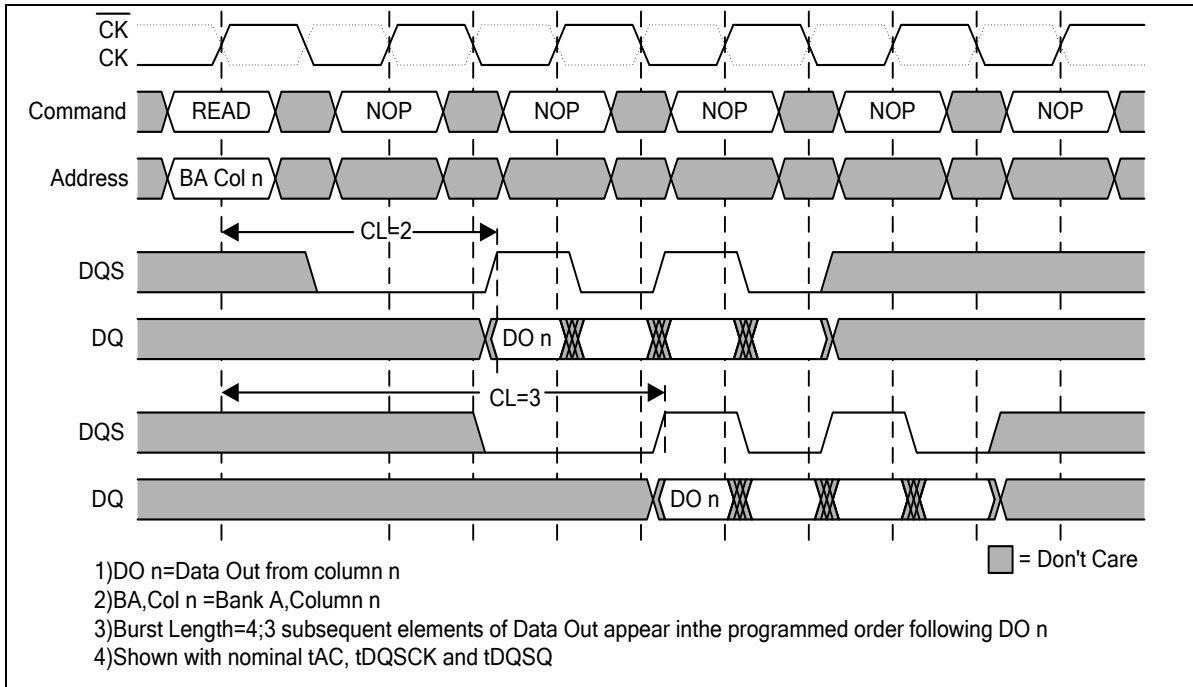 CK
CK
Command READ NOP NOP NOP NOP NOP
Address BA Col n
CL=2
DQS
DQ DO n
CL=3
DQS
DQ DO n
= Don't Care
1)DO n=Data Out from column n
2)BA,Col n =Bank A,Column n
3)Burst Length=4;3 subsequent elements of Data Out appear inthe programmed order following DO n
4)Shown with nominal tAC, tDQSCK and tDQSQ